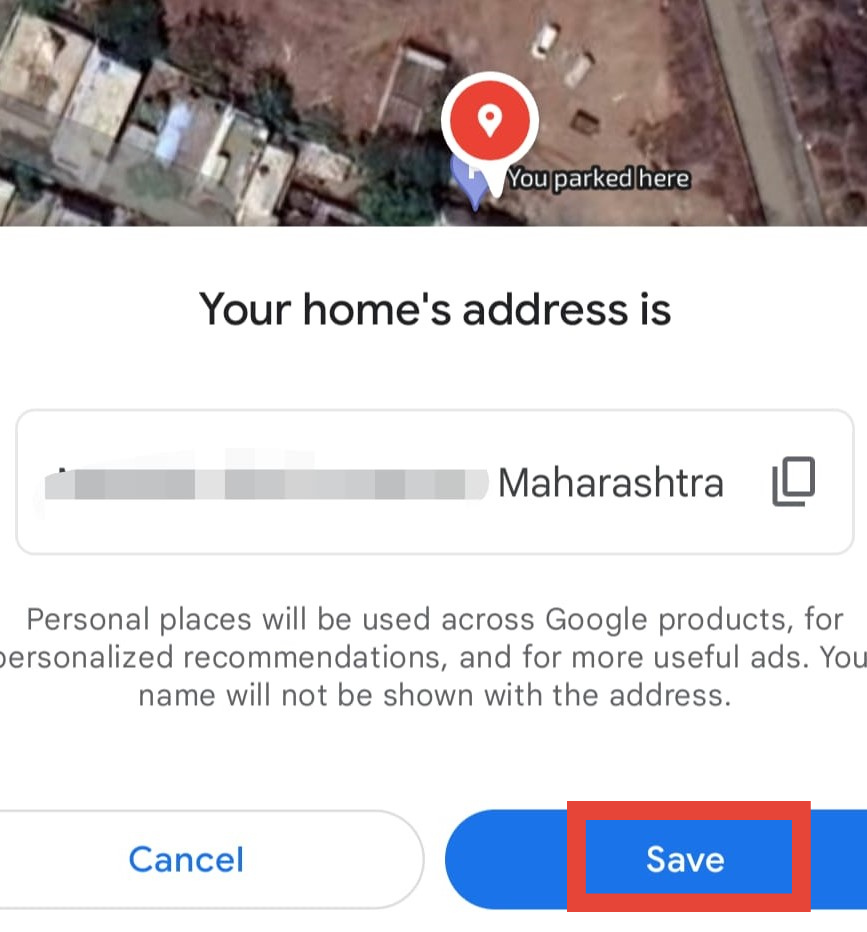 You parked here
Your home's address is
Maharashtra
Personal places will be used across Google products, for
personalized recommendations, and for more useful ads. You
name will not be shown with the address.
Cancel
Save